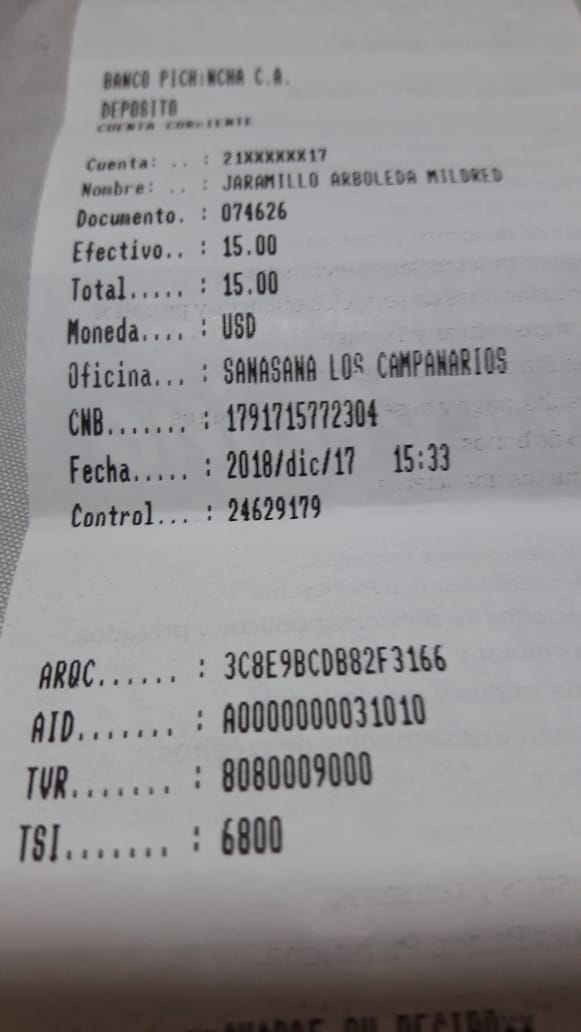 BANCO PICHINCHA C.A.
DEPOSITO
CUENTA CORRIENTE
Cuenta: .. : 21XXXXXX17
Nombre: .. : JARAMILLO ARBOLEDA MILDRED
Documento. : 074626
Efectivo.. : 15.00
Total..... : 15.00
Moneda.... : USD
Oficina... : SANASANA LOS CAMPANARIOS
CNB....... : 1791715772304
Fecha..... : 2018/dic/17 15:33
Control... : 24629179
ARQC...... : 3C8E9BCDB82F3166
AID....... : A0000000031010
TVR....... : 8080009000
TSI....... : 6800